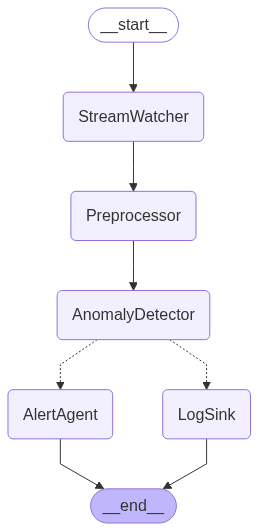 __start__
StreamWatcher
Preprocessor
AnomalyDetector
AlertAgent
LogSink
__end__